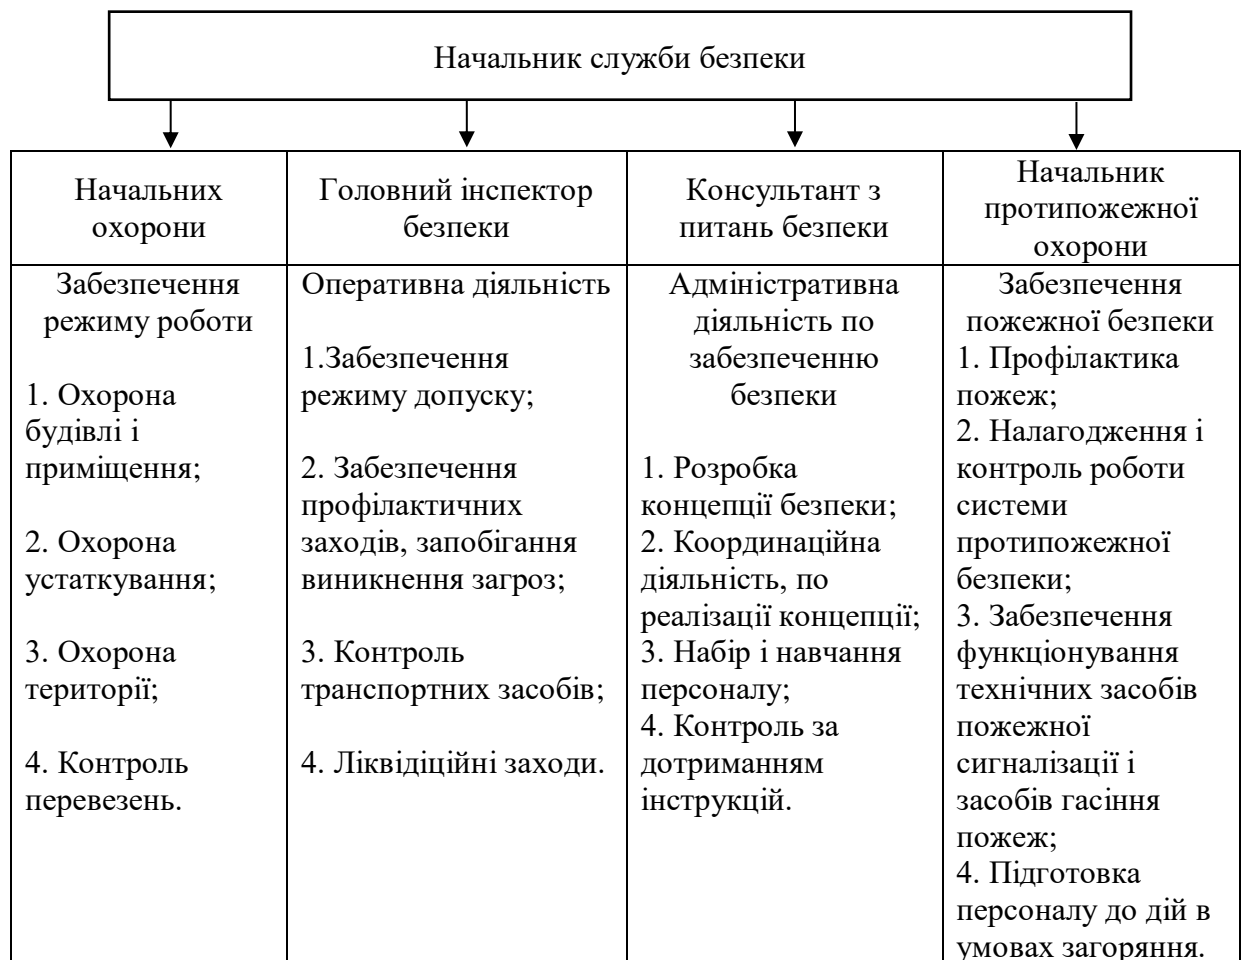 Начальник служби безпеки
Начальних
охорони
Головний інспектор
безпеки
Консультант з
питань безпеки
Начальник
протипожежної
охорони
Забезпечення
режиму роботи
1. Охорона
будівлі і
приміщення;
2. Охорона
устаткування;
3. Охорона
території;
4. Контроль
перевезень.
Оперативна діяльність
1.Забезпечення
режиму допуску;
2. Забезпечення
профілактичних
заходів, запобігання
виникнення загроз;
3. Контроль
транспортних засобів;
4. Ліквідіційні заходи.
Адміністративна
діяльність по
забезпеченню
безпеки
1. Розробка
концепції безпеки;
2. Координаційна
діяльність, по
реалізації концепції;
3. Набір і навчання
персоналу;
4. Контроль за
дотриманням
інструкцій.
Забезпечення
пожежної безпеки
1. Профілактика
пожеж;
2. Налагодження і
контроль роботи
системи
протипожежної
безпеки;
3. Забезпечення
функціонування
технічних засобів
пожежної
сигналізації і
засобів гасіння
пожеж;
4. Підготовка
персоналу до дій в
умовах загоряння.